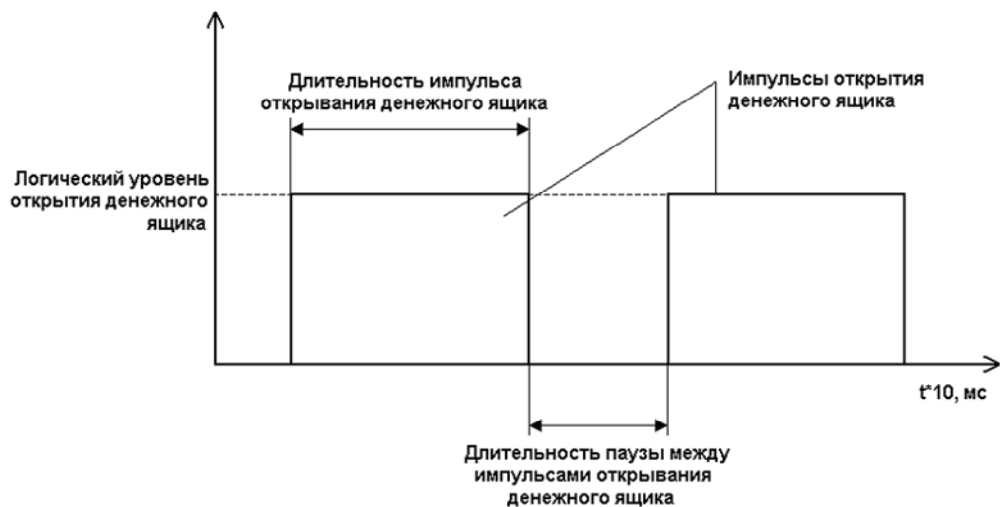 Длительность импульса
открывания денежного ящика
Импульсы открытия
денежного ящика
Логический уровень
открытия денежного
ящика
t*10, мс
Длительность паузы между
импульсами открывания
денежного ящика